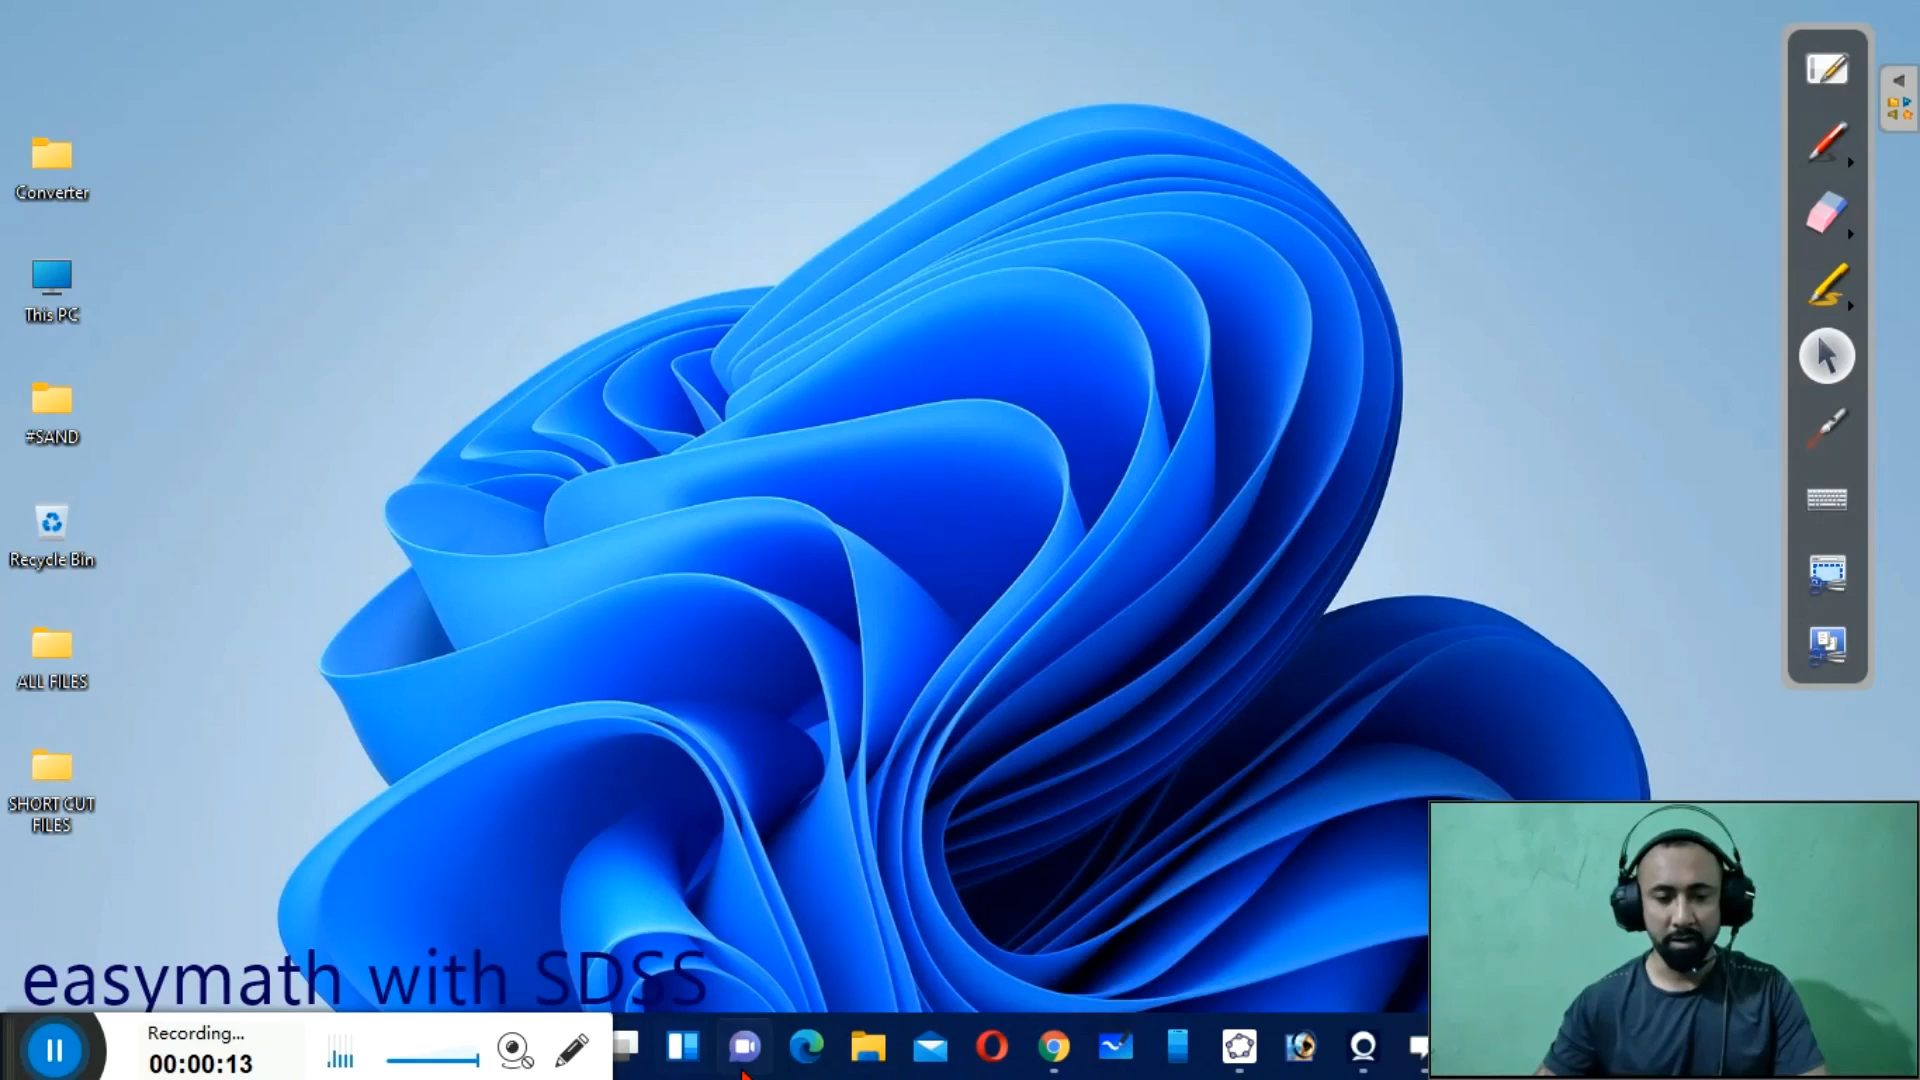 Converter
This PC
#SAND
Recycle Bin
ALL FILES
SHORT CUT
FILES
easymath with SDSS
Recording...
00:00:13